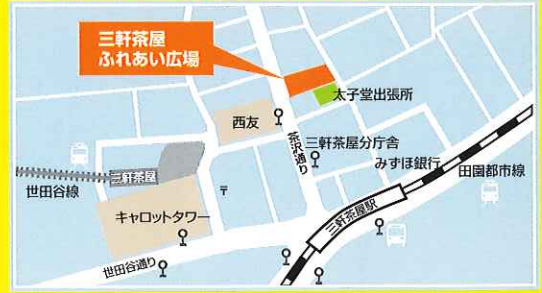 三軒茶屋
ふれあい広場
太子堂出張所
西友
茶沢通り
三軒茶屋分庁舎
みずほ銀行
田園都市線
三軒茶屋
世田谷線
〒
三軒茶屋駅
キャロットタワー
世田谷通り